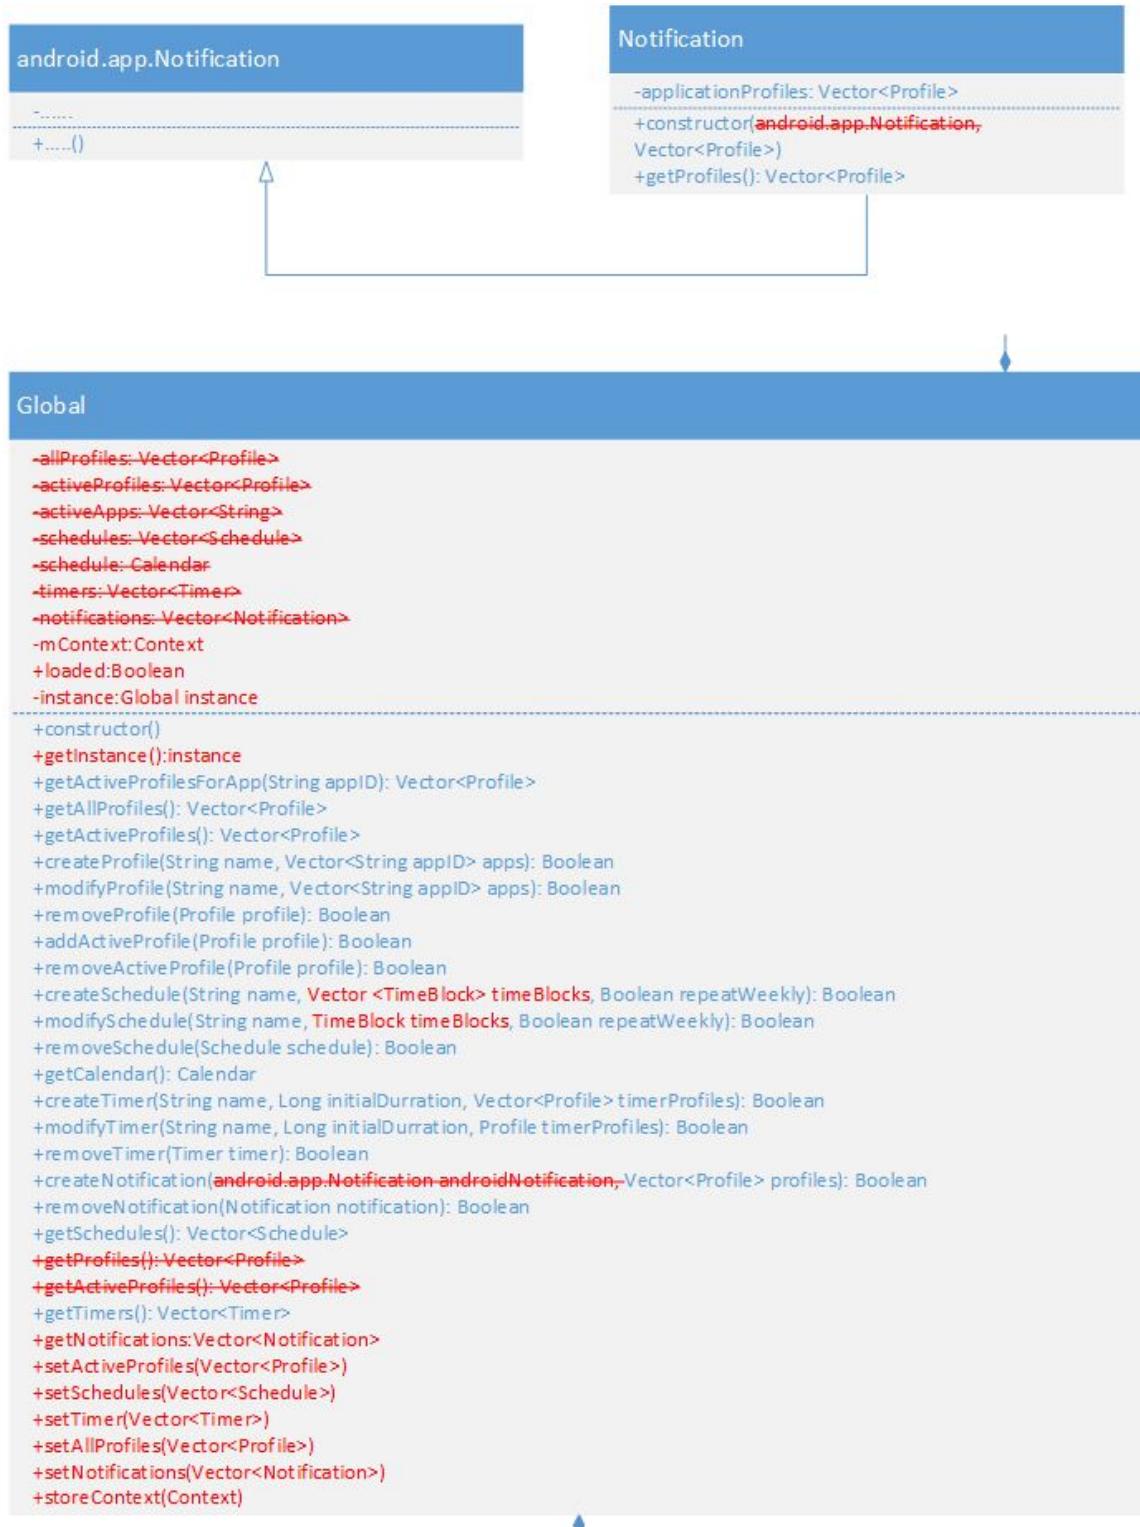 android.app.Notification
-......
+.....()
Notification
-applicationProfiles: Vector<Profile>
+constructor(android.app.Notification,
Vector<Profile>)
+getProfiles(): Vector<Profile>
Global
-allProfiles: Vector<Profile>
-activeProfiles: Vector<Profile>
-activeApps: Vector<String>
-schedules: Vector<Schedule>
-schedule: Calendar
-timers: Vector<Timer>
-notifications: Vector<Notification>
-mContext:Context
+loaded:Boolean
-instance:Global instance
+constructor()
+getInstance():instance
+getActiveProfilesForApp(String appID): Vector<Profile>
+getAllProfiles(): Vector<Profile>
+getActiveProfiles(): Vector<Profile>
+createProfile(String name, Vector<String appID> apps): Boolean
+modifyProfile(String name, Vector<String appID> apps): Boolean
+removeProfile(Profile profile): Boolean
+addActiveProfile(Profile profile): Boolean
+removeActiveProfile(Profile profile): Boolean
+createSchedule(String name, Vector <TimeBlock> timeBlocks, Boolean repeatWeekly): Boolean
+modifySchedule(String name, TimeBlock timeBlocks, Boolean repeatWeekly): Boolean
+removeSchedule(Schedule schedule): Boolean
+getCalendar(): Calendar
+createTimer(String name, Long initialDurration, Vector<Profile> timerProfiles): Boolean
+modifyTimer(String name, Long initialDurration, Profile timerProfiles): Boolean
+removeTimer(Timer timer): Boolean
+createNotification(android.app.Notification androidNotification, Vector<Profile> profiles): Boolean
+removeNotification(Notification notification): Boolean
+getSchedules(): Vector<Schedule>
+getProfiles(): Vector<Profile>
+getActiveProfiles(): Vector<Profile>
+getTimers(): Vector<Timer>
+getNotifications:Vector<Notification>
+setActiveProfiles(Vector<Profile>)
+setSchedules(Vector<Schedule>)
+setTimer(Vector<Timer>)
+setAllProfiles(Vector<Profile>)
+setNotifications(Vector<Notification>)
+storeContext(Context)